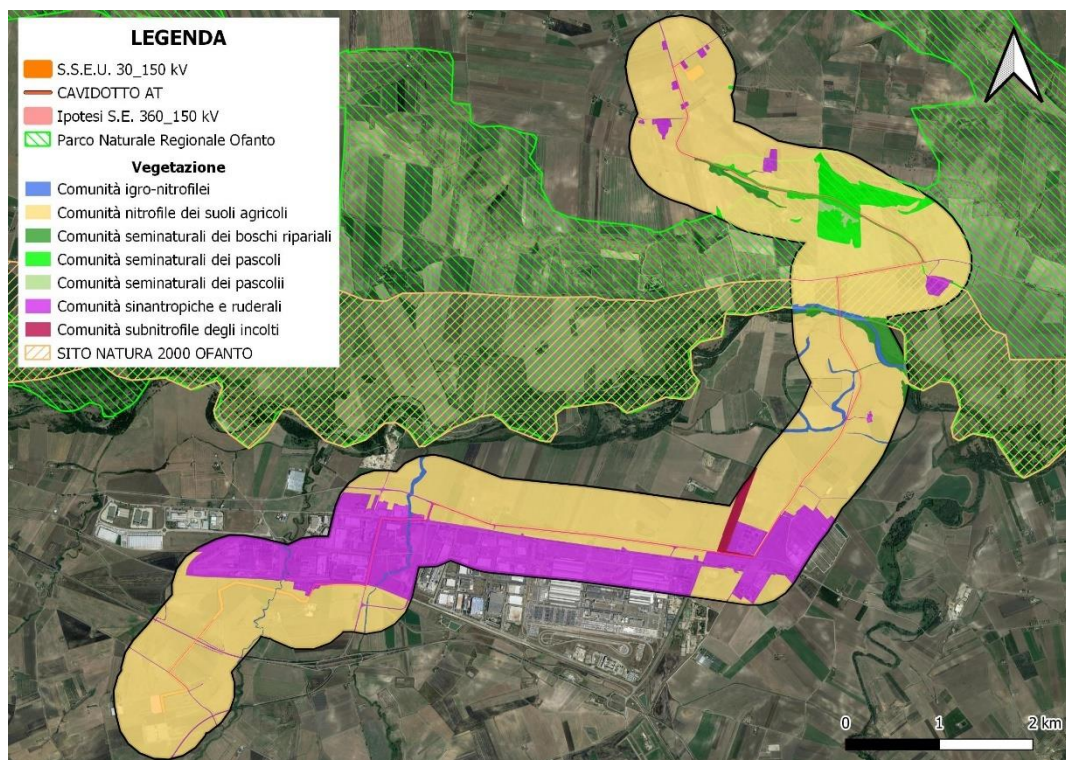 LEGENDA
S.S.E.U. 30_150 kV
CAVIDOTTO AT
Ipotesi S.E. 360_150 kV
Parco Naturale Regionale Ofanto
Vegetazione
Comunità igro-nitrofilei
Comunità nitrofile dei suoli agricoli
Comunità seminaturali dei boschi ripariali
Comunità seminaturali dei pascoli
Comunità seminaturali dei pascolii
Comunità sinantropiche e ruderali
Comunità subnitrofile degli incolti
SITO NATURA 2000 OFANTO
0 1 2 km